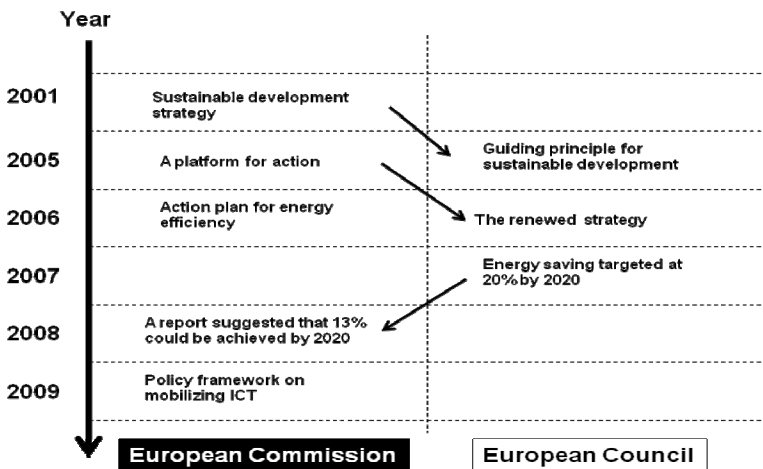 Year
2001
Sustainable development
strategy
2005
A platform for action
Guiding principle for
sustainable development
2006
Action plan for energy
efficiency
The renewed strategy
2007
Energy saving targeted at
20% by 2020
2008
A report suggested that 13%
could be achieved by 2020
2009
Policy framework on
mobilizing ICT
European Commission
European Council